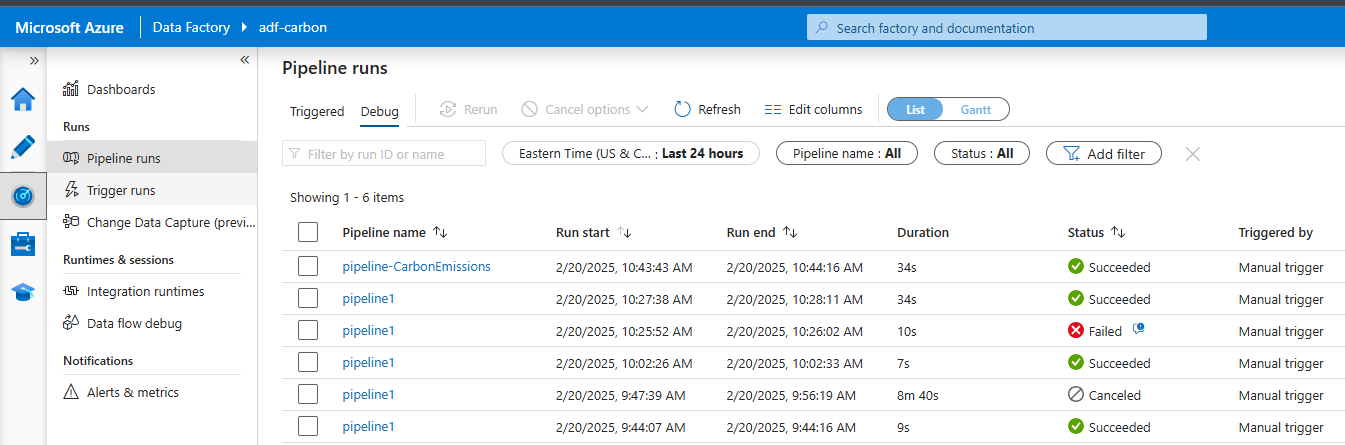 Microsoft Azure Data Factory adf-carbon Search factory and documentation
Dashboards
Runs
Pipeline runs
Trigger runs
Change Data Capture (previ...
Runtimes & sessions
Integration runtimes
Data flow debug
Notifications
Alerts & metrics
Pipeline runs
Triggered Debug Rerun Cancel options Refresh Edit columns List Gantt
Filter by run ID or name Eastern Time (US & C... : Last 24 hours Pipeline name : All Status : All Add filter
Showing 1 - 6 items
Pipeline name Run start Run end Duration Status Triggered by
pipeline-CarbonEmissions 2/20/2025, 10:43:43 AM 2/20/2025, 10:44:16 AM 34s Succeeded Manual trigger
pipeline1 2/20/2025, 10:27:38 AM 2/20/2025, 10:28:11 AM 34s Succeeded Manual trigger
pipeline1 2/20/2025, 10:25:52 AM 2/20/2025, 10:26:02 AM 10s Failed Manual trigger
pipeline1 2/20/2025, 10:02:26 AM 2/20/2025, 10:02:33 AM 7s Succeeded Manual trigger
pipeline1 2/20/2025, 9:47:39 AM 2/20/2025, 9:56:19 AM 8m 40s Canceled Manual trigger
pipeline1 2/20/2025, 9:44:07 AM 2/20/2025, 9:44:16 AM 9s Succeeded Manual trigger